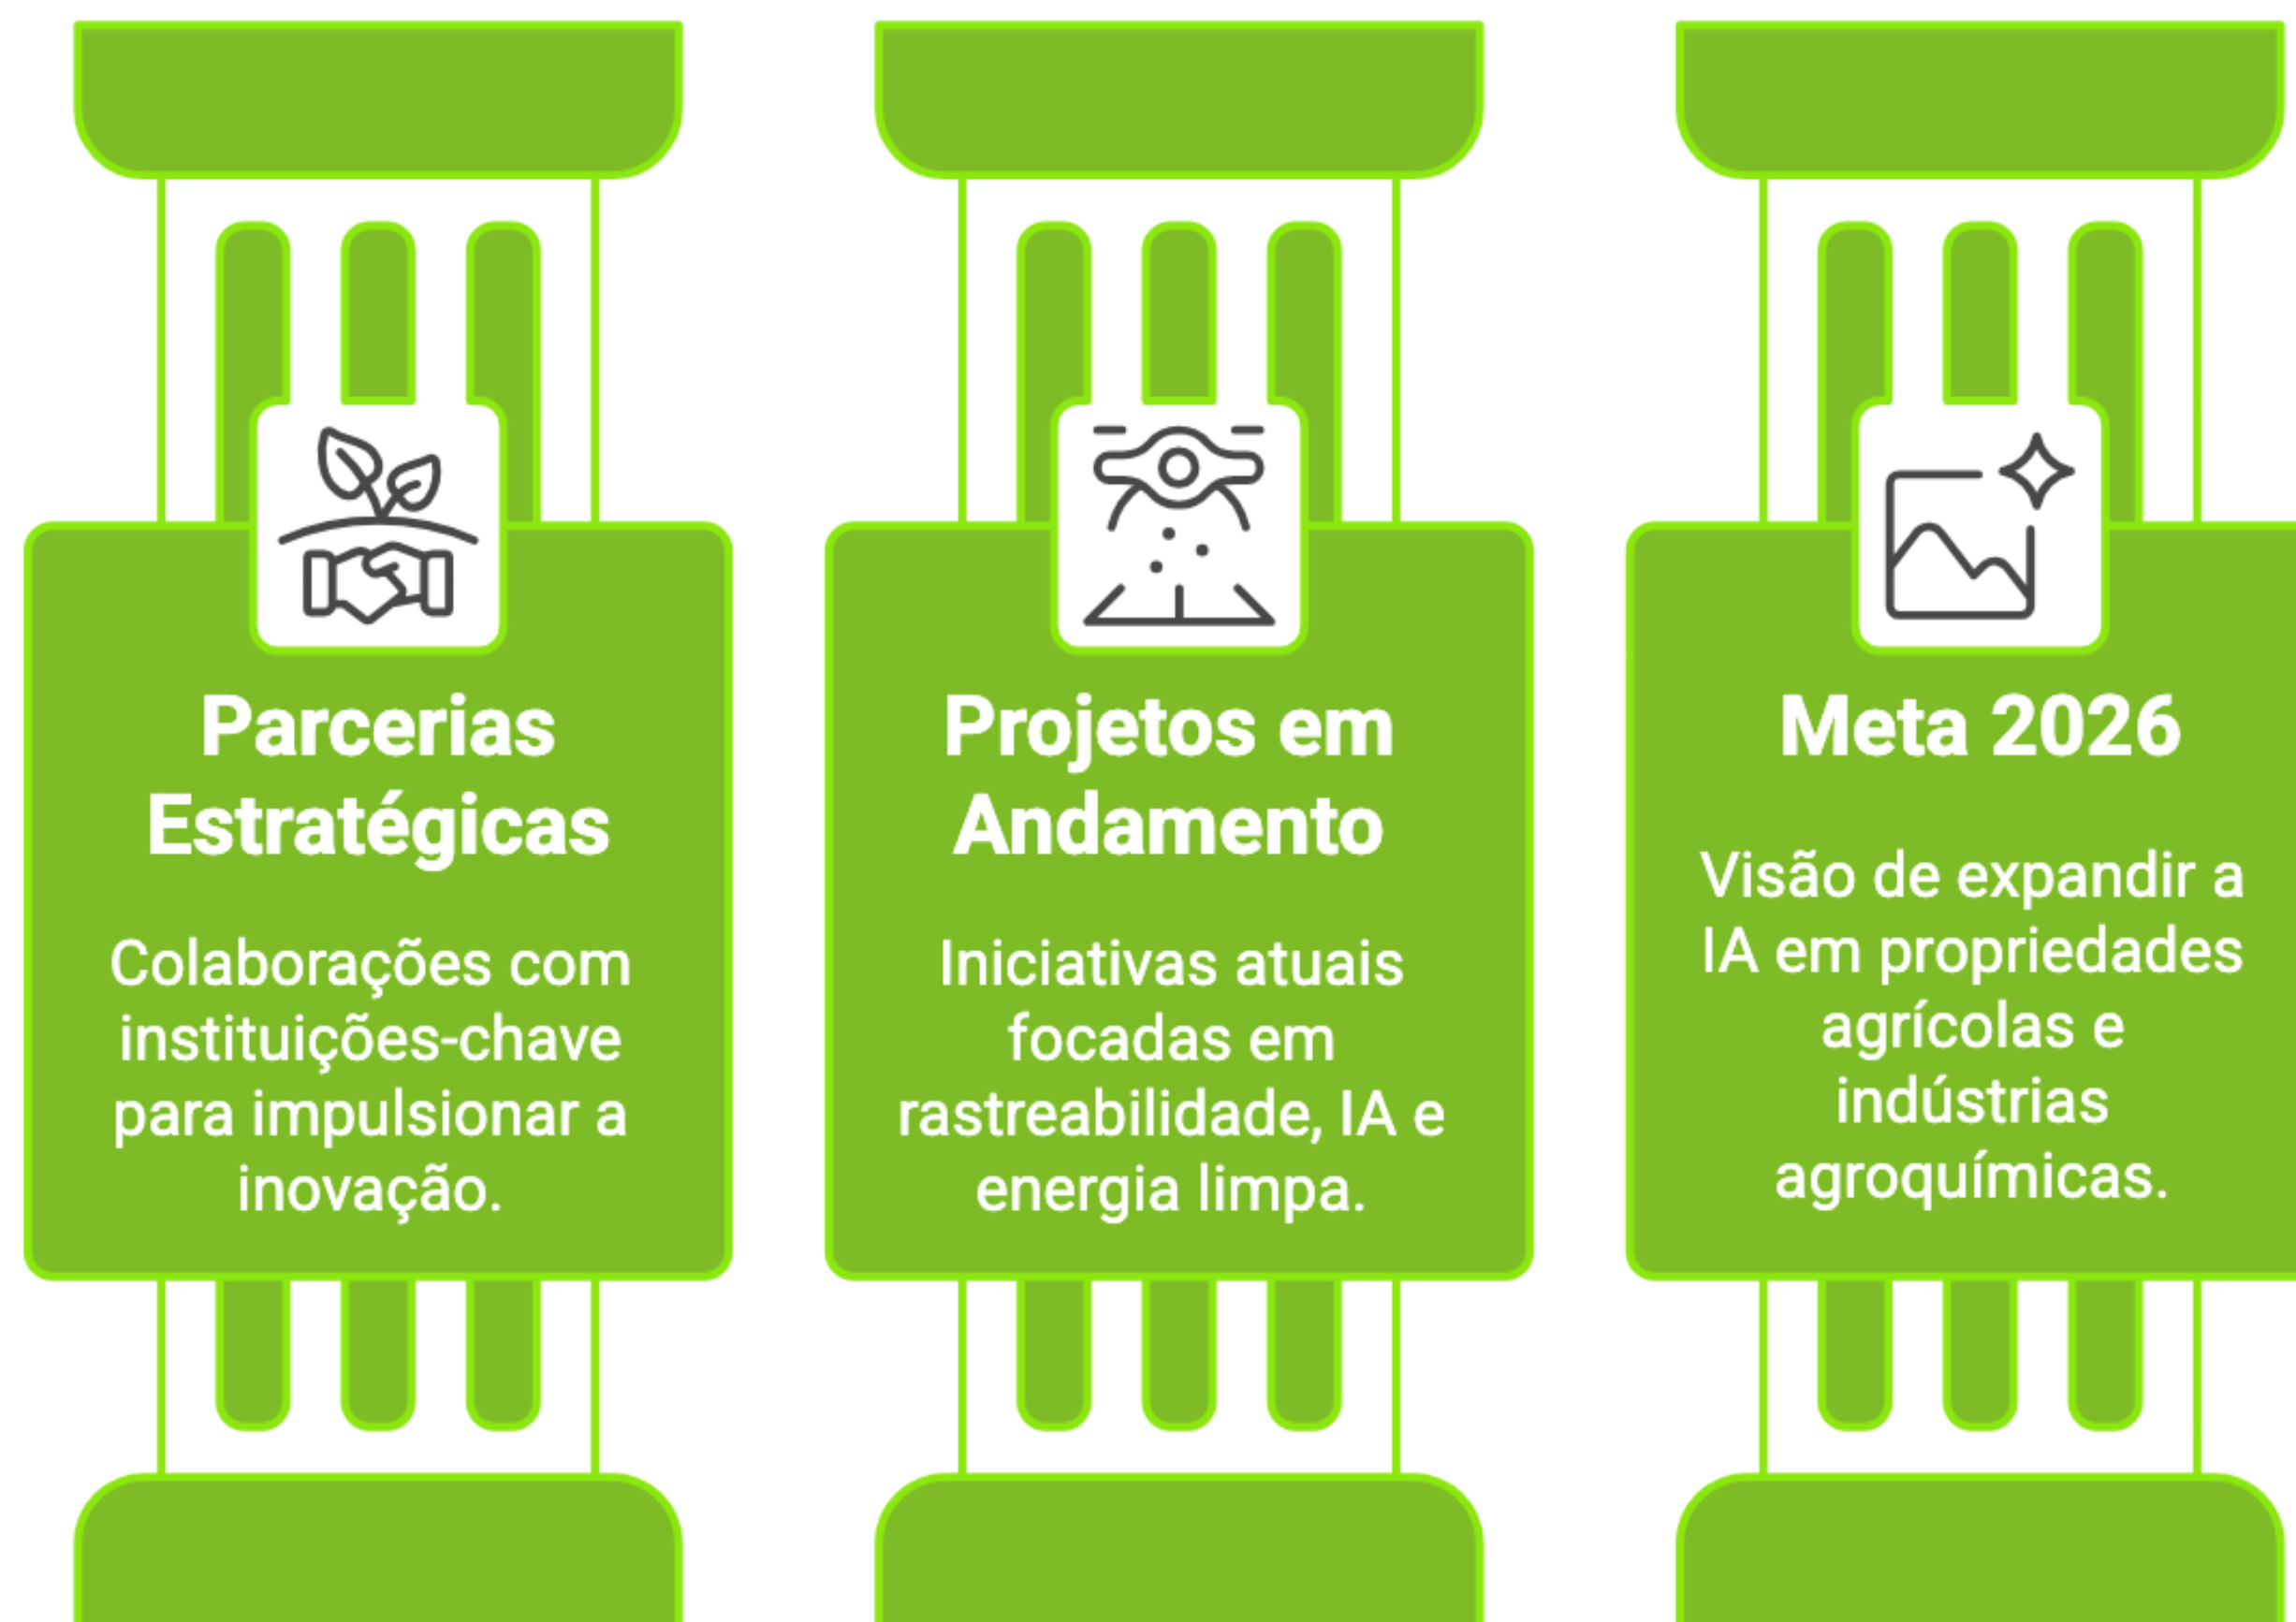 Parcerias
Estratégicas
Colaborações com
instituições-chave
para impulsionar a
inovação.
Projetos em
Andamento
Iniciativas atuais
focadas em
rastreabilidade, IA e
energia limpa.
Meta 2026
Visão de expandir a
IA em propriedades
agrícolas e
indústrias
agroquímicas.